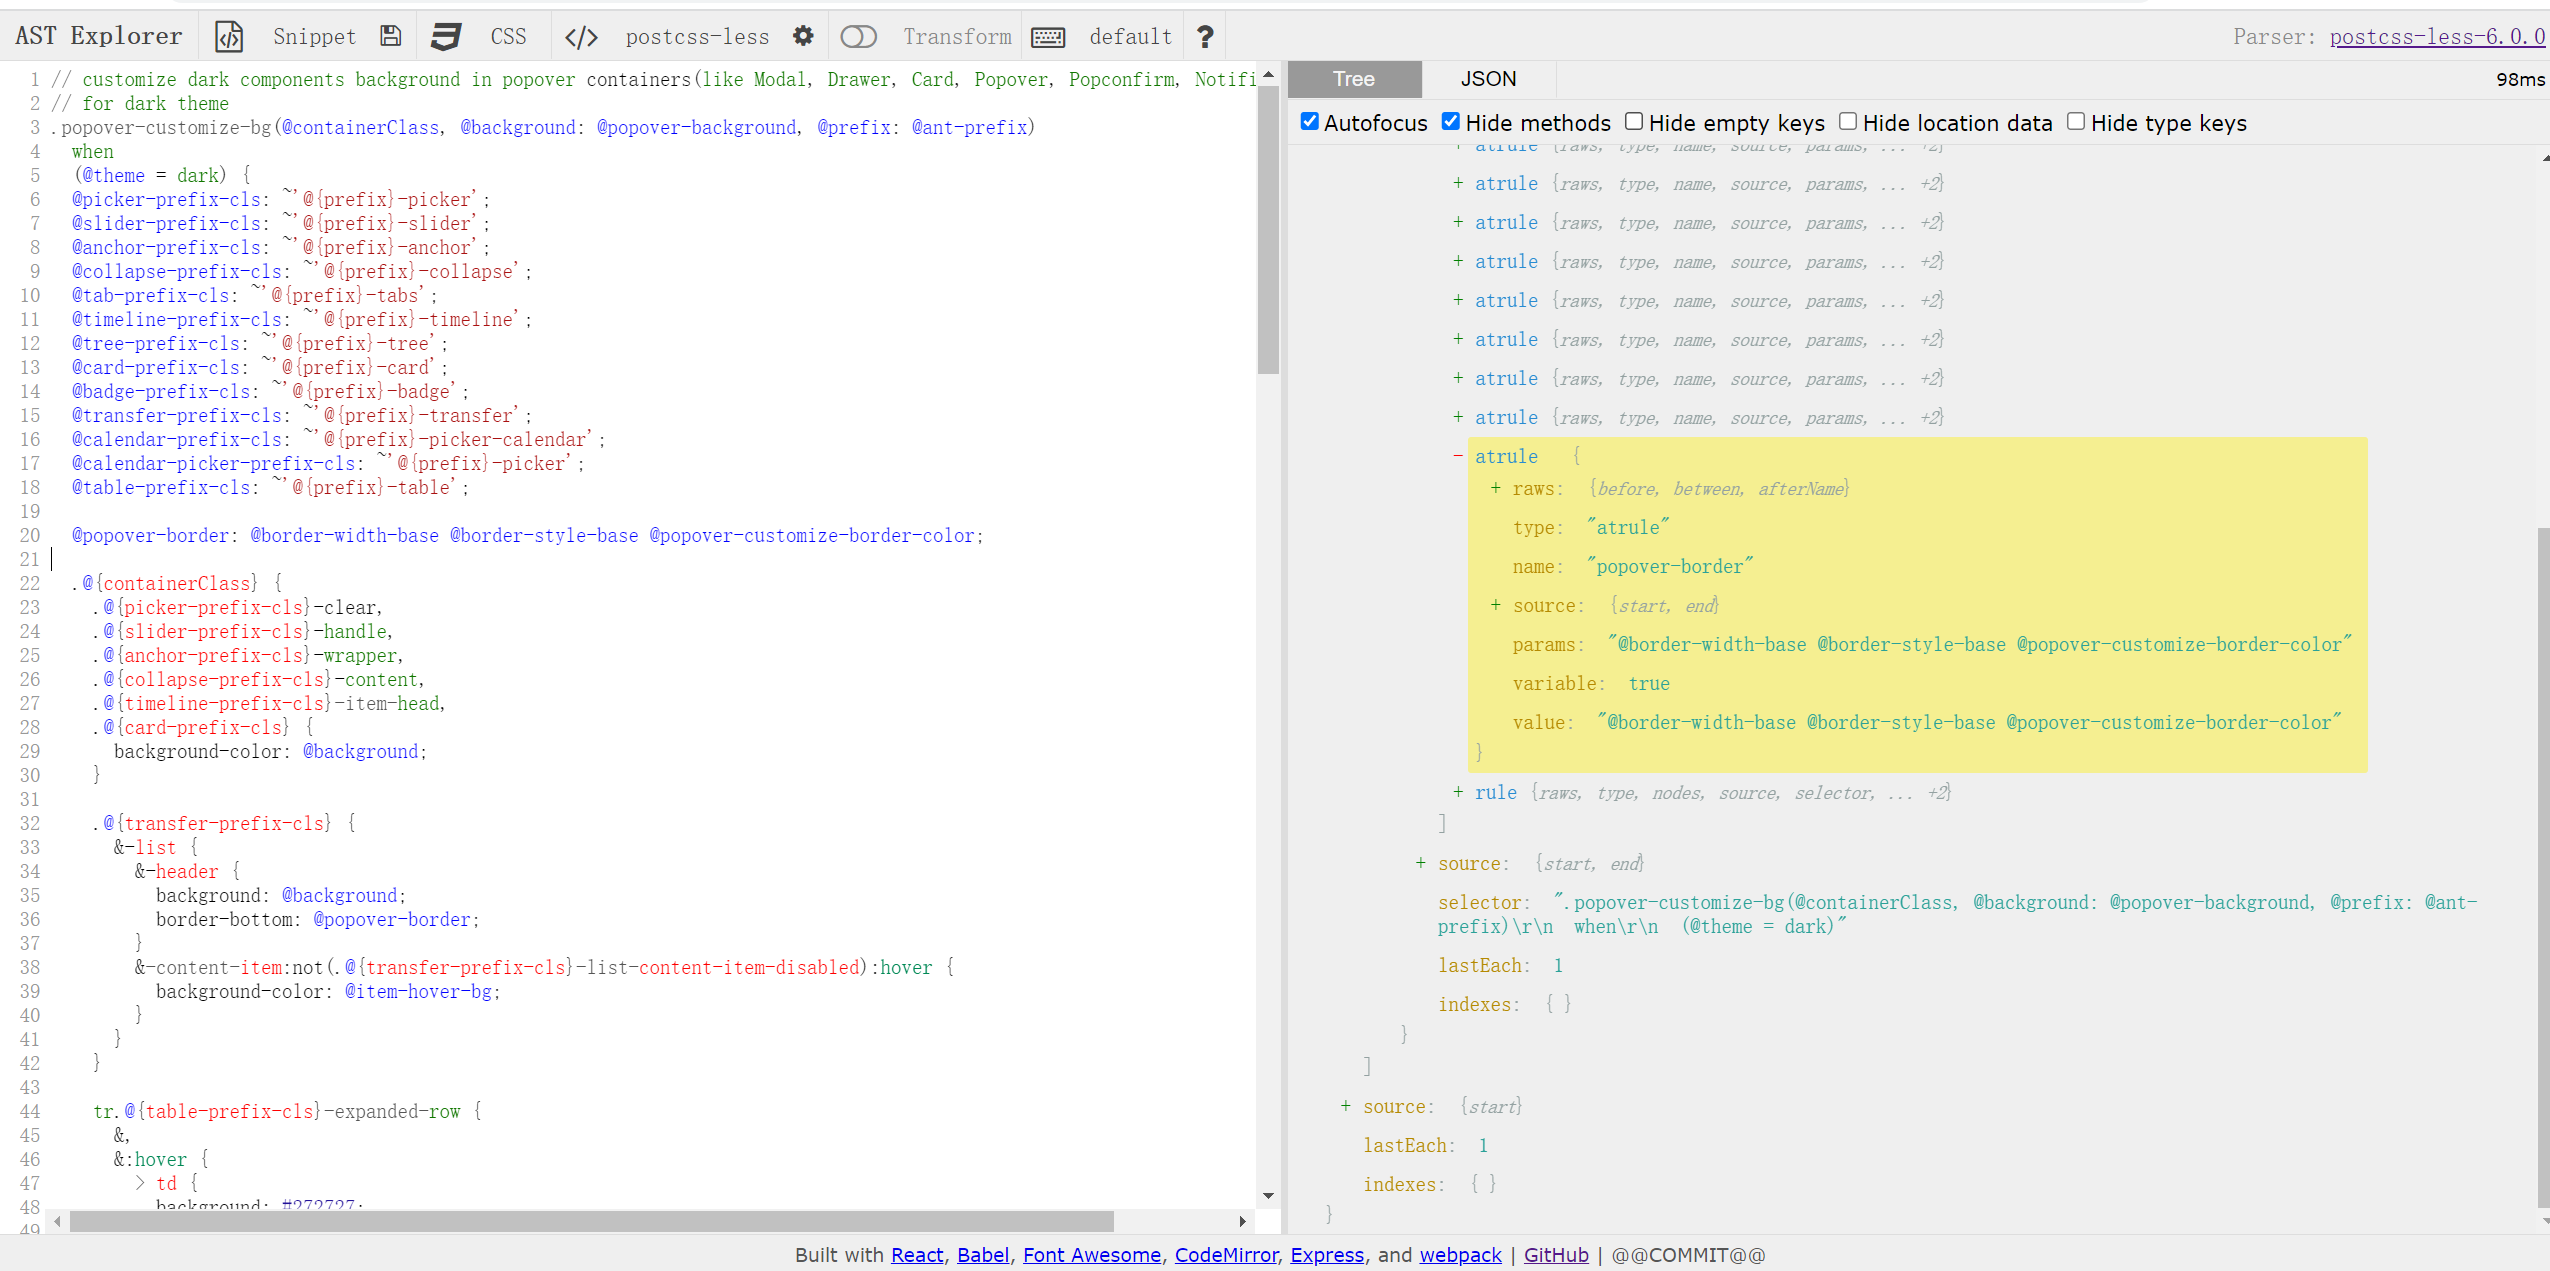 AST Explorer Snippet CSS </> postcss-less Transform default ? Parser: postcss-less-6.0.0
1 // customize dark components background in popover containers(like Modal, Drawer, Card, Popover, Popconfirm, Notifi
2 // for dark theme
3 .popover-customize-bg(@containerClass, @background: @popover-background, @prefix: @ant-prefix)
4 when
5 (@theme = dark) {
6 @picker-prefix-cls: ~'@{prefix}-picker';
7 @slider-prefix-cls: ~'@{prefix}-slider';
8 @anchor-prefix-cls: ~'@{prefix}-anchor';
9 @collapse-prefix-cls: ~'@{prefix}-collapse';
10 @tab-prefix-cls: ~'@{prefix}-tabs';
11 @timeline-prefix-cls: ~'@{prefix}-timeline';
12 @tree-prefix-cls: ~'@{prefix}-tree';
13 @card-prefix-cls: ~'@{prefix}-card';
14 @badge-prefix-cls: ~'@{prefix}-badge';
15 @transfer-prefix-cls: ~'@{prefix}-transfer';
16 @calendar-prefix-cls: ~'@{prefix}-picker-calendar';
17 @calendar-picker-prefix-cls: ~'@{prefix}-picker';
18 @table-prefix-cls: ~'@{prefix}-table';
19
20 @popover-border: @border-width-base @border-style-base @popover-customize-border-color;
21
22 .@{containerClass} {
23 .@{picker-prefix-cls}-clear,
24 .@{slider-prefix-cls}-handle,
25 .@{anchor-prefix-cls}-wrapper,
26 .@{collapse-prefix-cls}-content,
27 .@{timeline-prefix-cls}-item-head,
28 .@{card-prefix-cls} {
29 background-color: @background;
30 }
31
32 .@{transfer-prefix-cls} {
33 &-list {
34 &-header {
35 background: @background;
36 border-bottom: @popover-border;
37 }
38 &-content-item:not(.@{transfer-prefix-cls}-list-content-item-disabled):hover {
39 background-color: @item-hover-bg;
40 }
41 }
42 }
43
44 tr.@{table-prefix-cls}-expanded-row {
45 &,
46 &:hover {
47 > td {
48 background: #272727;
49
Tree JSON 98ms
Autofocus Hide methods Hide empty keys Hide location data Hide type keys
+ atrule {raws, type, name, source, params, ... +2}
+ atrule {raws, type, name, source, params, ... +2}
+ atrule {raws, type, name, source, params, ... +2}
+ atrule {raws, type, name, source, params, ... +2}
+ atrule {raws, type, name, source, params, ... +2}
+ atrule {raws, type, name, source, params, ... +2}
+ atrule {raws, type, name, source, params, ... +2}
+ atrule {raws, type, name, source, params, ... +2}
- atrule {
+ raws: {before, between, afterName}
type: "atrule"
name: "popover-border"
+ source: {start, end}
params: "@border-width-base @border-style-base @popover-customize-border-color"
variable: true
value: "@border-width-base @border-style-base @popover-customize-border-color"
}
+ rule {raws, type, nodes, source, selector, ... +2}
]
+ source: {start, end}
selector: ".popover-customize-bg(@containerClass, @background: @popover-background, @prefix: @ant-
prefix)\r\n  when\r\n  (@theme = dark)"
lastEach: 1
indexes: { }
}
]
+ source: {start}
lastEach: 1
indexes: { }
}
Built with React, Babel, Font Awesome, CodeMirror, Express, and webpack | GitHub | @@COMMIT@@